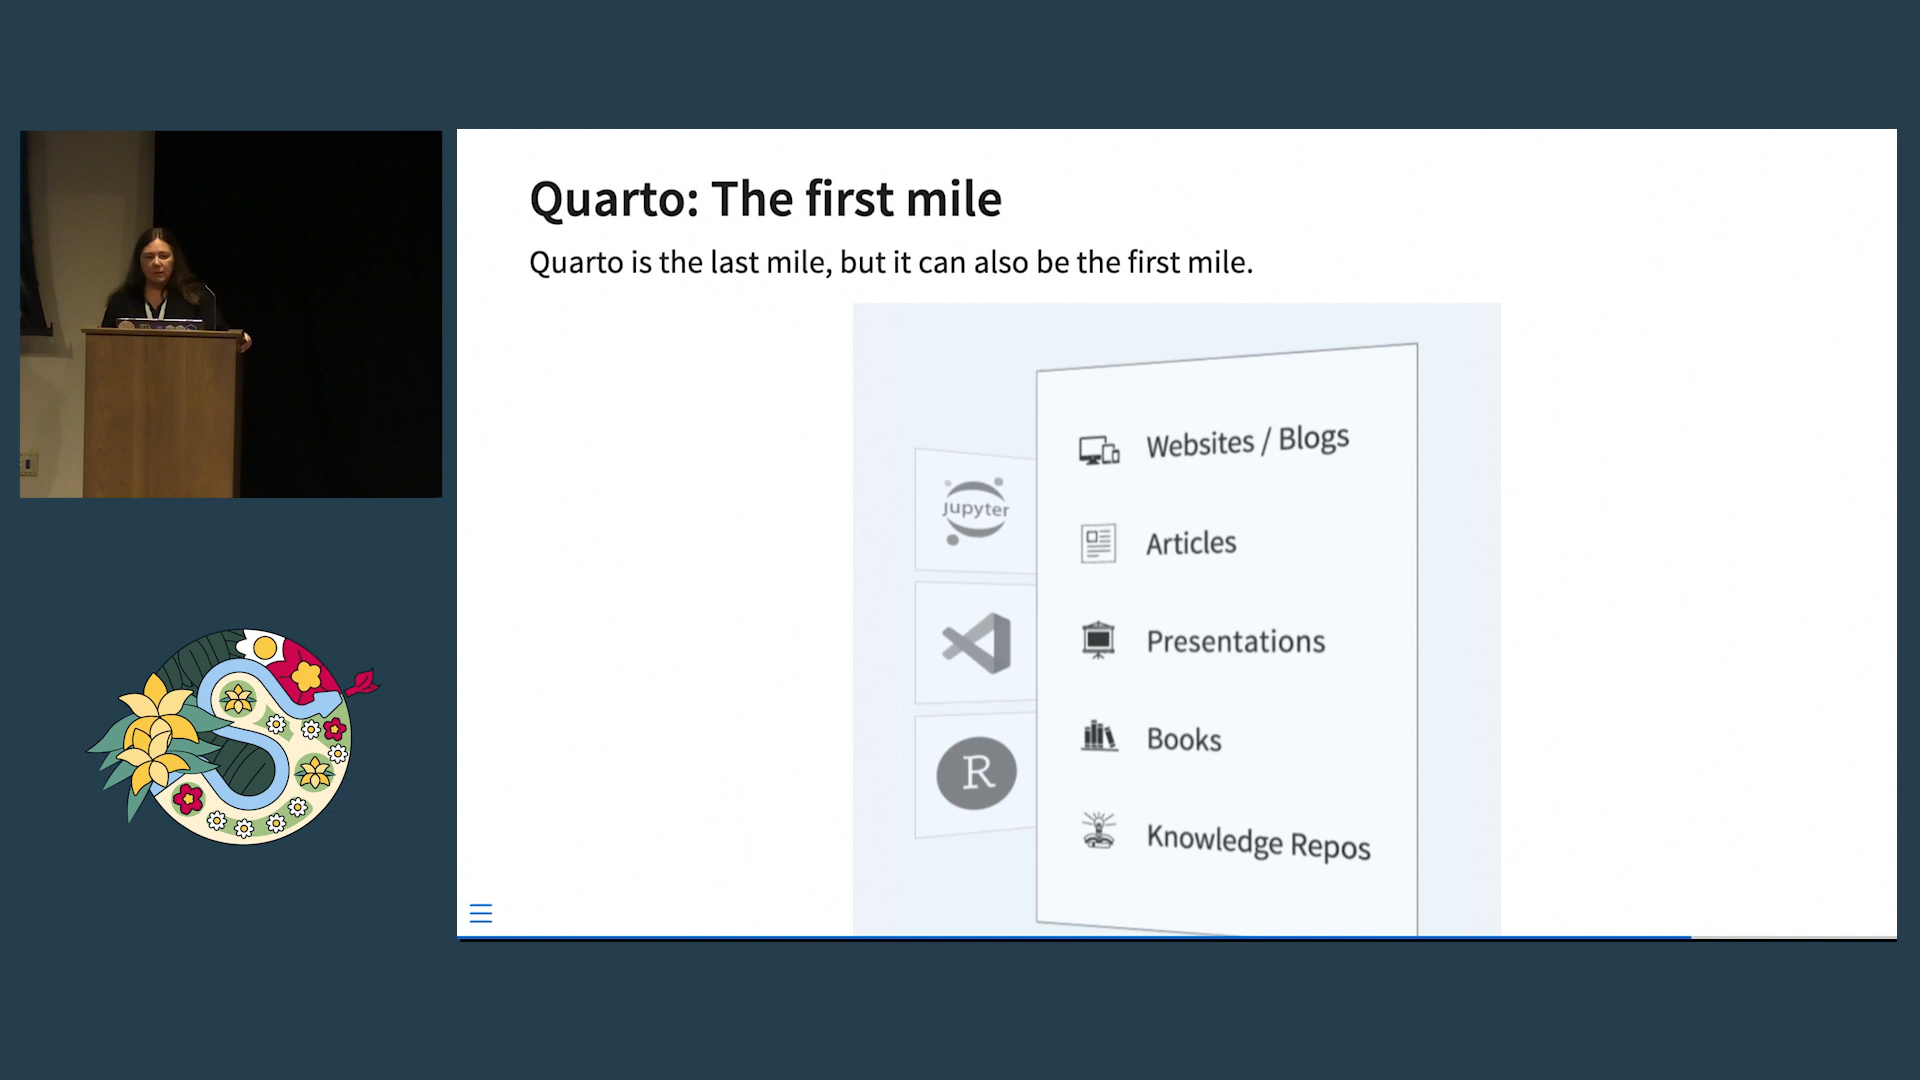 Quarto: The first mile
Quarto is the last mile, but it can also be the first mile.
Jupyter
R
Websites / Blogs
Articles
Presentations
Books
Knowledge Repos